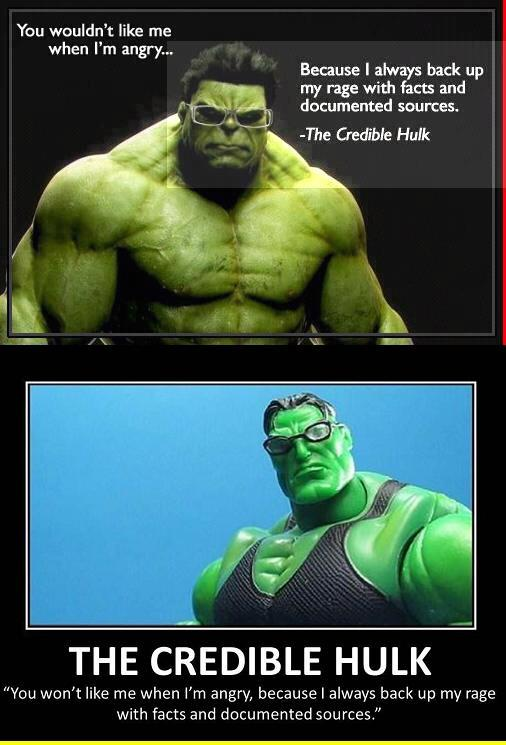 You wouldn't like me
when I'm angry...
Because I always back up
my rage with facts and
documented sources.
-The Credible Hulk
THE CREDIBLE HULK
“You won’t like me when I’m angry, because I always back up my rage
with facts and documented sources.”